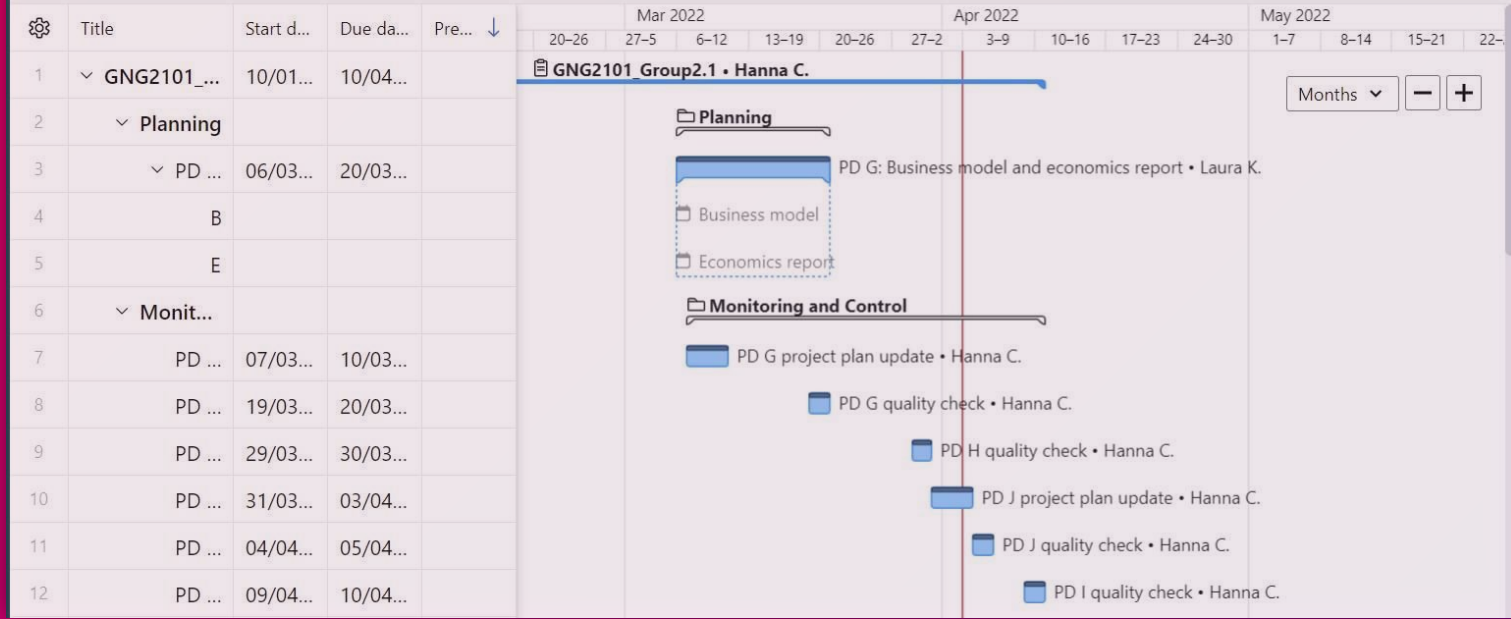 Title Start d... Due da... Pre... ↓
Mar 2022 Apr 2022 May 2022
20–26 27–5 6–12 13–19 20–26 27–2 3–9 10–16 17–23 24–30 1–7 8–14 15–21 22–
Months
1 GNG2101_... 10/01... 10/04... GNG2101_Group2.1 • Hanna C.
2 Planning Planning
3 PD ... 06/03... 20/03... PD G: Business model and economics report • Laura K.
4 B Business model
5 E Economics report
6 Monit... Monitoring and Control
7 PD ... 07/03... 10/03... PD G project plan update • Hanna C.
8 PD ... 19/03... 20/03... PD G quality check • Hanna C.
9 PD ... 29/03... 30/03... PD H quality check • Hanna C.
10 PD ... 31/03... 03/04... PD J project plan update • Hanna C.
11 PD ... 04/04... 05/04... PD J quality check • Hanna C.
12 PD ... 09/04... 10/04... PD I quality check • Hanna C.